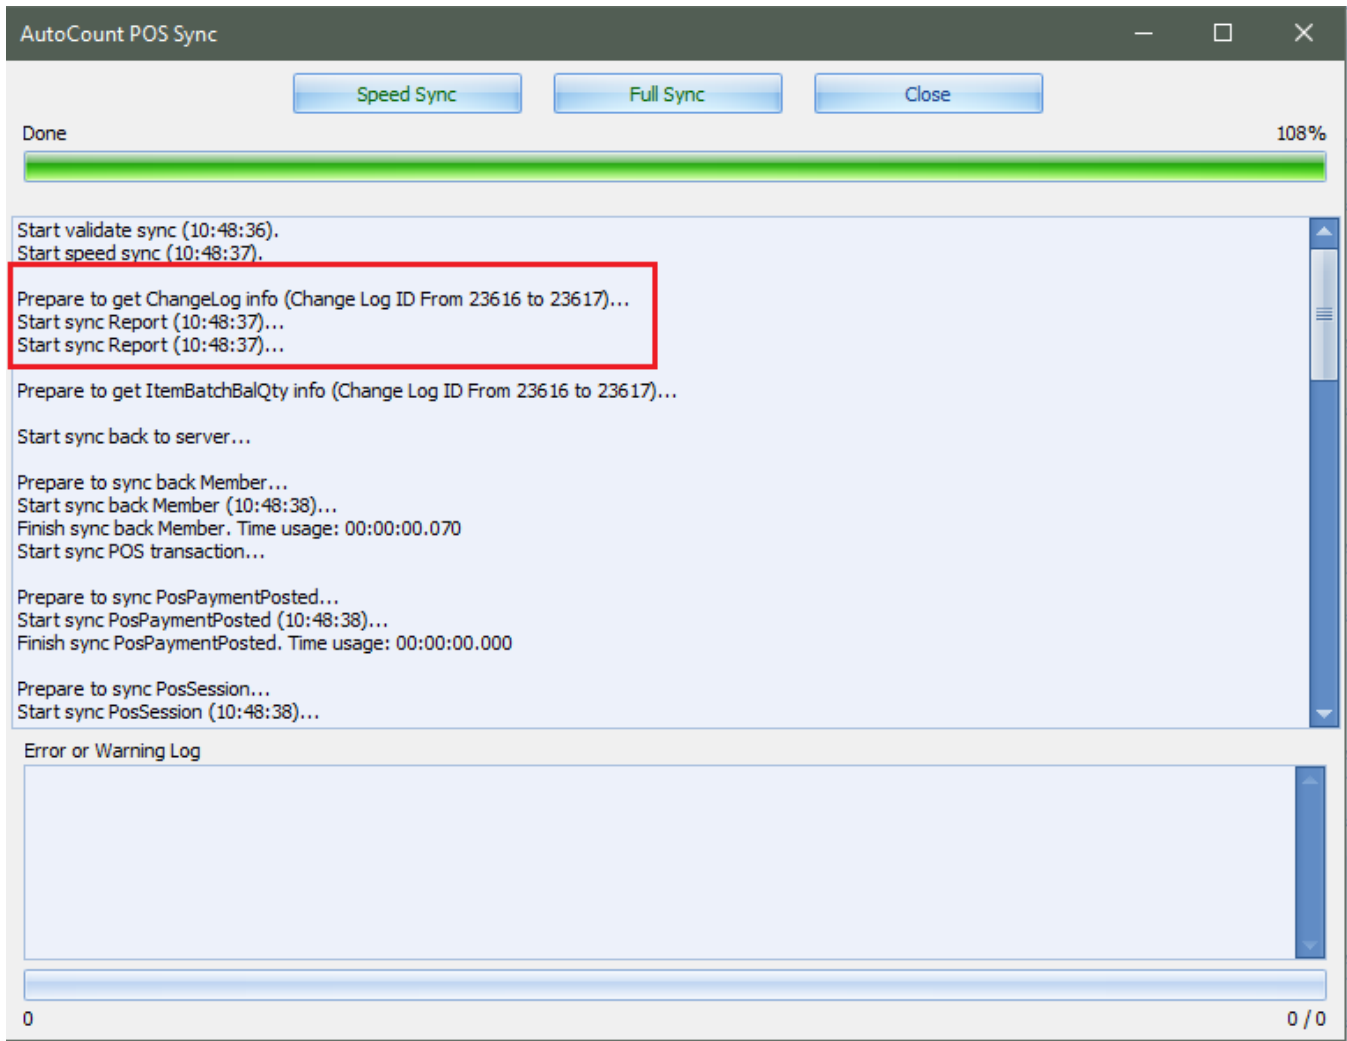 AutoCount POS Sync
Speed Sync
Full Sync
Close
Done
108%
Start validate sync (10:48:36).
Start speed sync (10:48:37).
Prepare to get ChangeLog info (Change Log ID From 23616 to 23617)...
Start sync Report (10:48:37)...
Start sync Report (10:48:37)...
Prepare to get ItemBatchBalQty info (Change Log ID From 23616 to 23617)...
Start sync back to server...
Prepare to sync back Member...
Start sync back Member (10:48:38)...
Finish sync back Member. Time usage: 00:00:00.070
Start sync POS transaction...
Prepare to sync PosPaymentPosted...
Start sync PosPaymentPosted (10:48:38)...
Finish sync PosPaymentPosted. Time usage: 00:00:00.000
Prepare to sync PosSession...
Start sync PosSession (10:48:38)...
Error or Warning Log
0
0 / 0